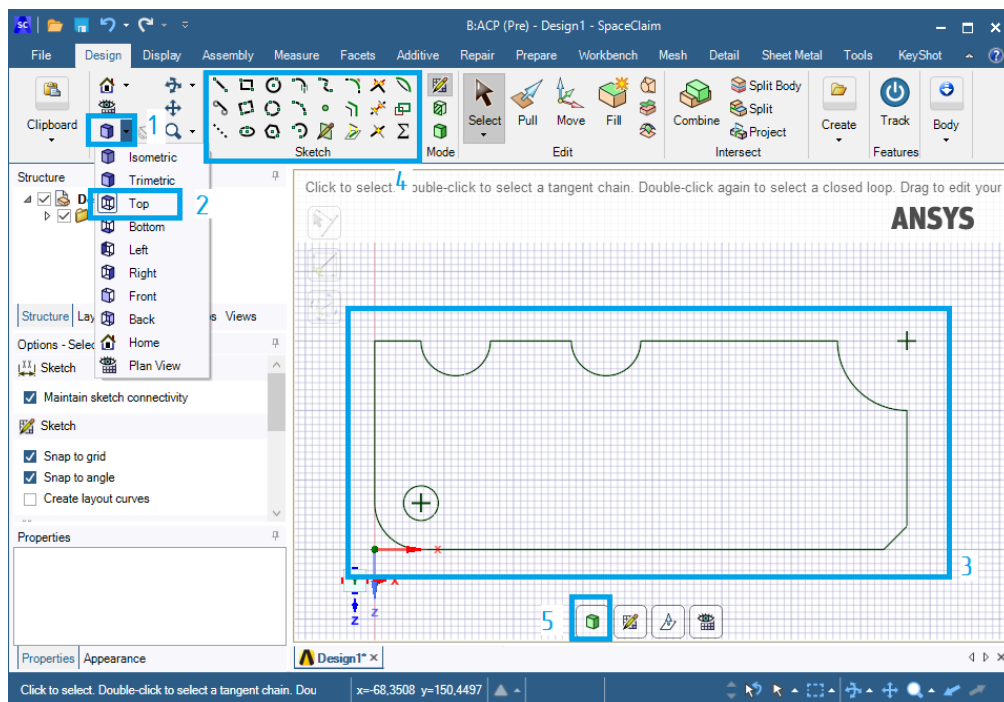 B:ACP (Pre) - Design1 - SpaceClaim
File Design Display Assembly Measure Facets Additive Repair Prepare Workbench Mesh Detail Sheet Metal Tools KeyShot
Clipboard
1
Sketch
4
Mode
Select
Pull
Move
Fill
Edit
Combine
Split Body
Split
Project
Intersect
Create
Track
Features
Body
Isometric
Trimetric
Top
2
Bottom
Left
Right
Front
Back
Home
Plan View
Structure
Structure Lay Views
Options - Selec
Sketch
Maintain sketch connectivity
Sketch
Snap to grid
Snap to angle
Create layout curves
Properties
Properties Appearance
Click to select. ouble-click to select a tangent chain. Double-click again to select a closed loop. Drag to edit your
ANSYS
3
X
X
Z
Z
5
Design1*
Click to select. Double-click to select a tangent chain. Dou
x=-68,3508 y=150,4497